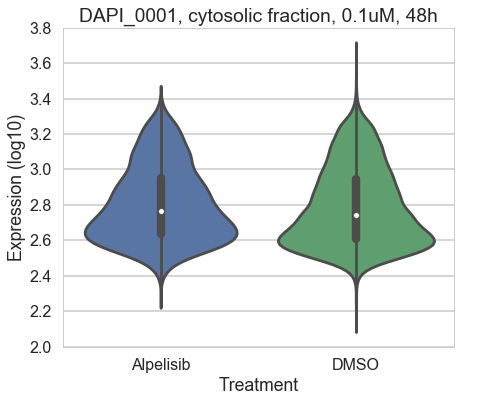 DAPI_0001, cytosolic fraction, 0.1uM, 48h
3.8
3.6
3.4
3.2
3.0
2.8
2.6
2.4
2.2
2.0
Expression (log10)
Alpelisib DMSO
Treatment